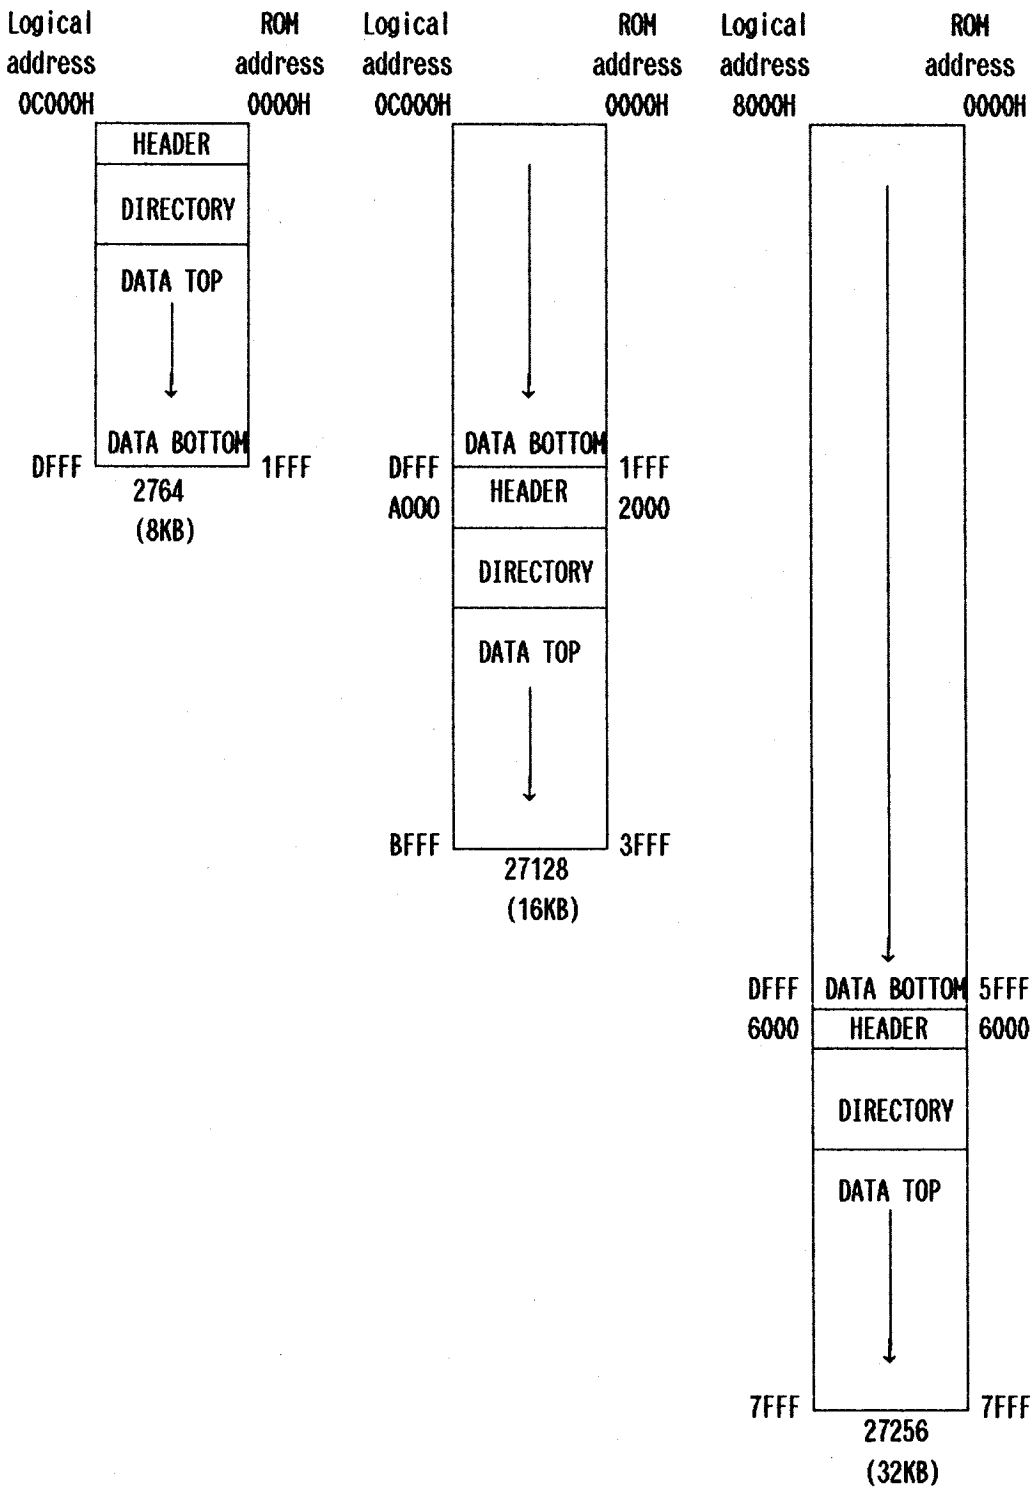 Logical address 0C000H
ROM address 0000H
HEADER
DIRECTORY
DATA TOP
DATA BOTTOM
DFFF
1FFF
2764
(8KB)
Logical address 0C000H
ROM address 0000H
DATA BOTTOM
DFFF
1FFF
HEADER
A000
2000
DIRECTORY
DATA TOP
BFFF
3FFF
27128
(16KB)
Logical address 8000H
ROM address 0000H
DFFF
DATA BOTTOM
5FFF
6000
HEADER
6000
DIRECTORY
DATA TOP
7FFF
7FFF
27256
(32KB)